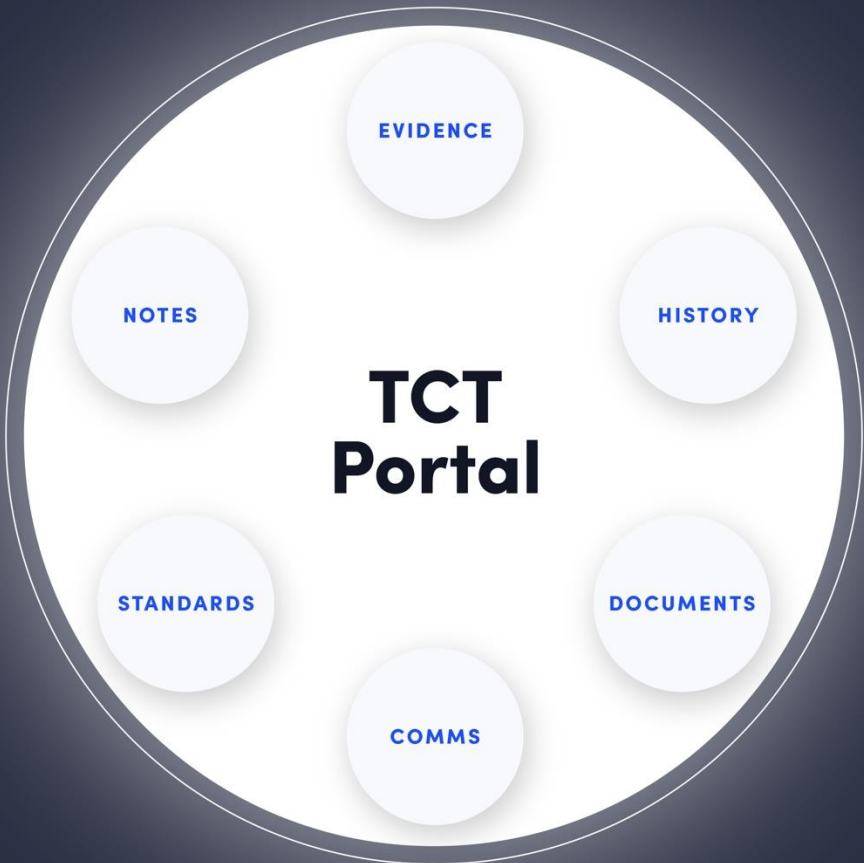 EVIDENCE
NOTES
HISTORY
TCT
Portal
STANDARDS
DOCUMENTS
COMMS